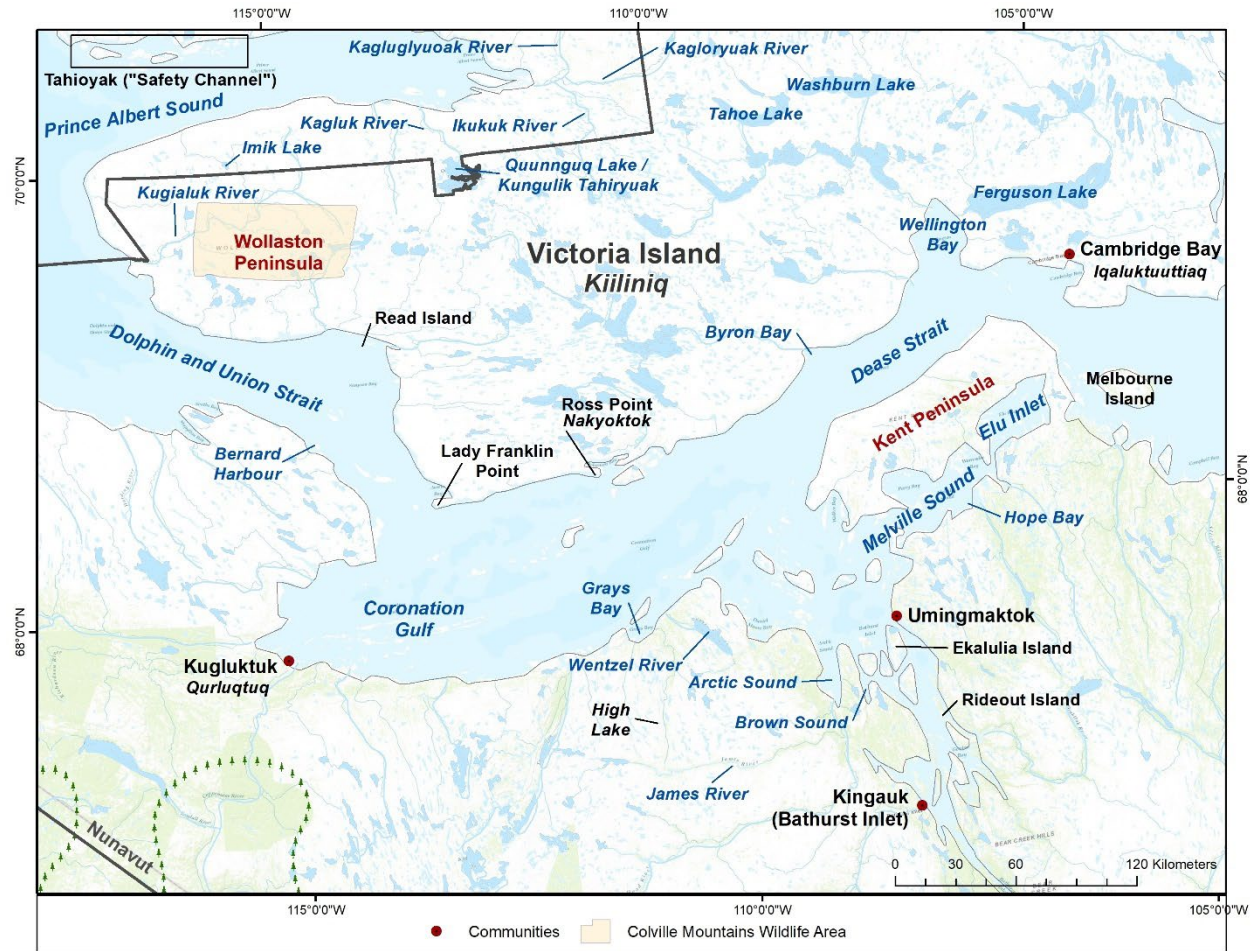 115°0'0"W
110°0'0"W
105°0'0"W
Kagluglyuoak River
Kagloryuak River
Tahioyak ("Safety Channel")
Washburn Lake
Prince Albert Sound
Tahoe Lake
Kagluk River
Ikukuk River
Imik Lake
Quunnguq Lake /
Kungulik Tahiryuak
70°0'0"N
Kugialuk River
Ferguson Lake
Wellington
Bay
Wollaston
Peninsula
Victoria Island
Kiiliniq
Cambridge Bay
Iqaluktuuttiaq
Read Island
Byron Bay
Dease Strait
Dolphin and Union Strait
Melbourne
Island
Kent Peninsula
Elu Inlet
Ross Point
Nakyoktok
Bernard
Harbour
Lady Franklin
Point
68°0'0"N
Melville Sound
Hope Bay
Coronation
Gulf
Grays
Bay
Umingmaktok
68°0'0"N
Ekalulia Island
Kugluktuk
Qurluqtuq
Wentzel River
Arctic Sound
Rideout Island
High
Lake
Brown Sound
James River
James River
Kingauk
(Bathurst Inlet)
Nunavut
BEAR CREEK HILLS
0 30 60 120 Kilometers
115°0'0"W
110°0'0"W
105°0'0"W
Communities
Colville Mountains Wildlife Area